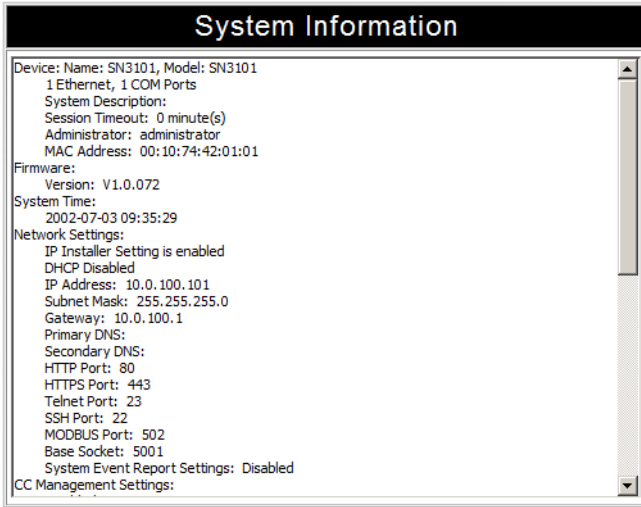 System Information
Device: Name: SN3101, Model: SN3101
1 Ethernet, 1 COM Ports
System Description:
Session Timeout: 0 minute(s)
Administrator: administrator
MAC Address: 00:10:74:42:01:01
Firmware:
Version: V1.0.072
System Time:
2002-07-03 09:35:29
Network Settings:
IP Installer Setting is enabled
DHCP Disabled
IP Address: 10.0.100.101
Subnet Mask: 255.255.255.0
Gateway: 10.0.100.1
Primary DNS:
Secondary DNS:
HTTP Port: 80
HTTPS Port: 443
Telnet Port: 23
SSH Port: 22
MODBUS Port: 502
Base Socket: 5001
System Event Report Settings: Disabled
CC Management Settings: